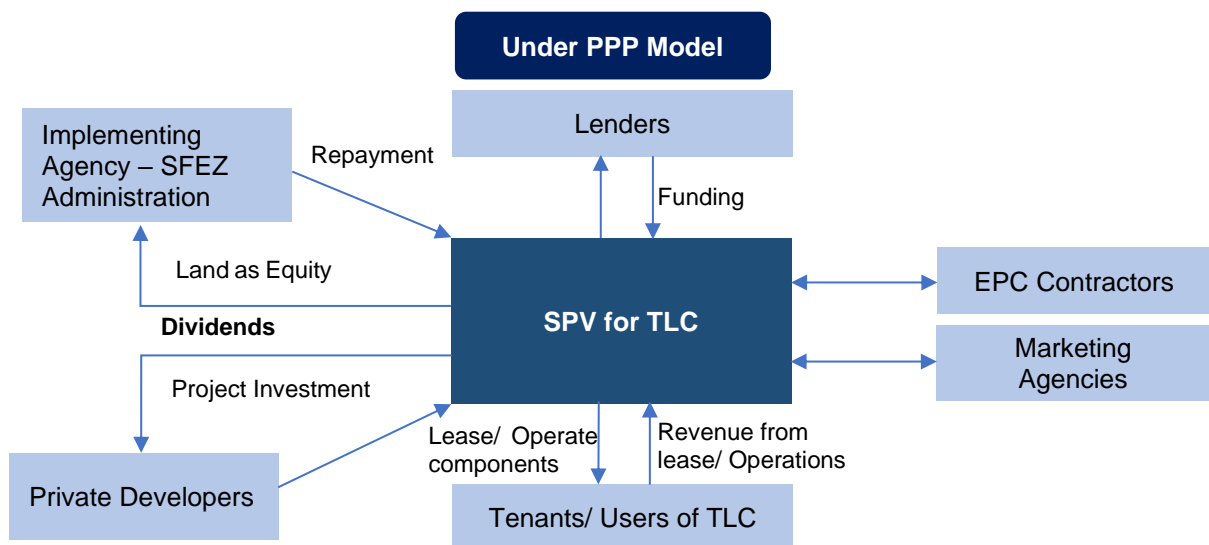 Under PPP Model
Lenders
Implementing
Agency – SFEZ
Administration
Repayment
Funding
Land as Equity
SPV for TLC
EPC Contractors
Dividends
Marketing
Agencies
Project Investment
Lease/ Operate
components
Revenue from
lease/ Operations
Private Developers
Tenants/ Users of TLC